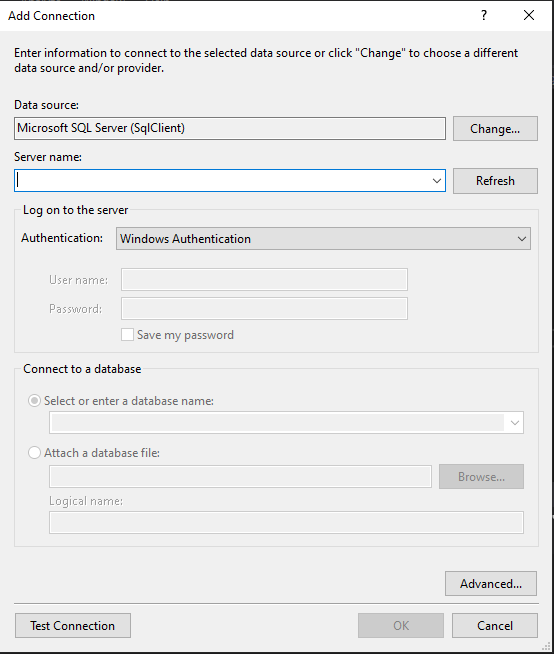 Add Connection
Enter information to connect to the selected data source or click "Change" to choose a different
data source and/or provider.
Data source:
Microsoft SQL Server (SqlClient)
Change...
Server name:
Refresh
Log on to the server
Authentication:
Windows Authentication
User name:
Password:
Save my password
Connect to a database
Select or enter a database name:
Attach a database file:
Browse...
Logical name:
Advanced...
Test Connection
OK
Cancel